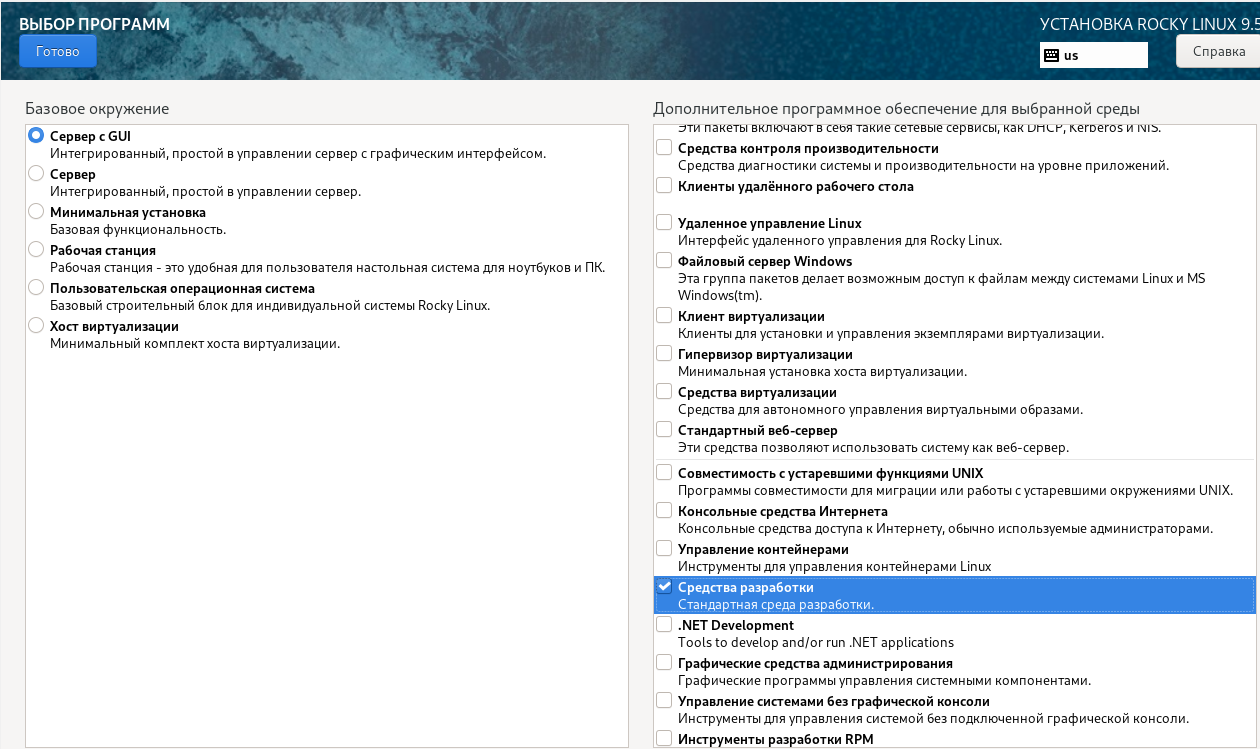 ВЫБОР ПРОГРАММ
Готово
УСТАНОВКА ROCKY LINUX 9.5
us
Справка
Базовое окружение
Сервер с GUI
Интегрированный, простой в управлении сервер с графическим интерфейсом.
Сервер
Интегрированный, простой в управлении сервер.
Минимальная установка
Базовая функциональность.
Рабочая станция
Рабочая станция - это удобная для пользователя настольная система для ноутбуков и ПК.
Пользовательская операционная система
Базовый строительный блок для индивидуальной системы Rocky Linux.
Хост виртуализации
Минимальный комплект хоста виртуализации.
Дополнительное программное обеспечение для выбранной среды
Эти пакеты включают в себя такие сетевые сервисы, как DHCP, Kerberos и NIS.
Средства контроля производительности
Средства диагностики системы и производительности на уровне приложений.
Клиенты удалённого рабочего стола
Удаленное управление Linux
Интерфейс удаленного управления для Rocky Linux.
Файловый сервер Windows
Эта группа пакетов делает возможным доступ к файлам между системами Linux и MS
Windows(tm).
Клиент виртуализации
Клиенты для установки и управления экземплярами виртуализации.
Гипервизор виртуализации
Минимальная установка хоста виртуализации.
Средства виртуализации
Средства для автономного управления виртуальными образами.
Стандартный веб-сервер
Эти средства позволяют использовать систему как веб-сервер.
Совместимость с устаревшими функциями UNIX
Программы совместимости для миграции или работы с устаревшими окружениями UNIX.
Консольные средства Интернета
Консольные средства доступа к Интернету, обычно используемые администраторами.
Управление контейнерами
Инструменты для управления контейнерами Linux
Средства разработки
Стандартная среда разработки.
.NET Development
Tools to develop and/or run .NET applications
Графические средства администрирования
Графические программы управления системными компонентами.
Управление системами без графической консоли
Инструменты для управления системой без подключенной графической консоли.
Инструменты разработки RPM